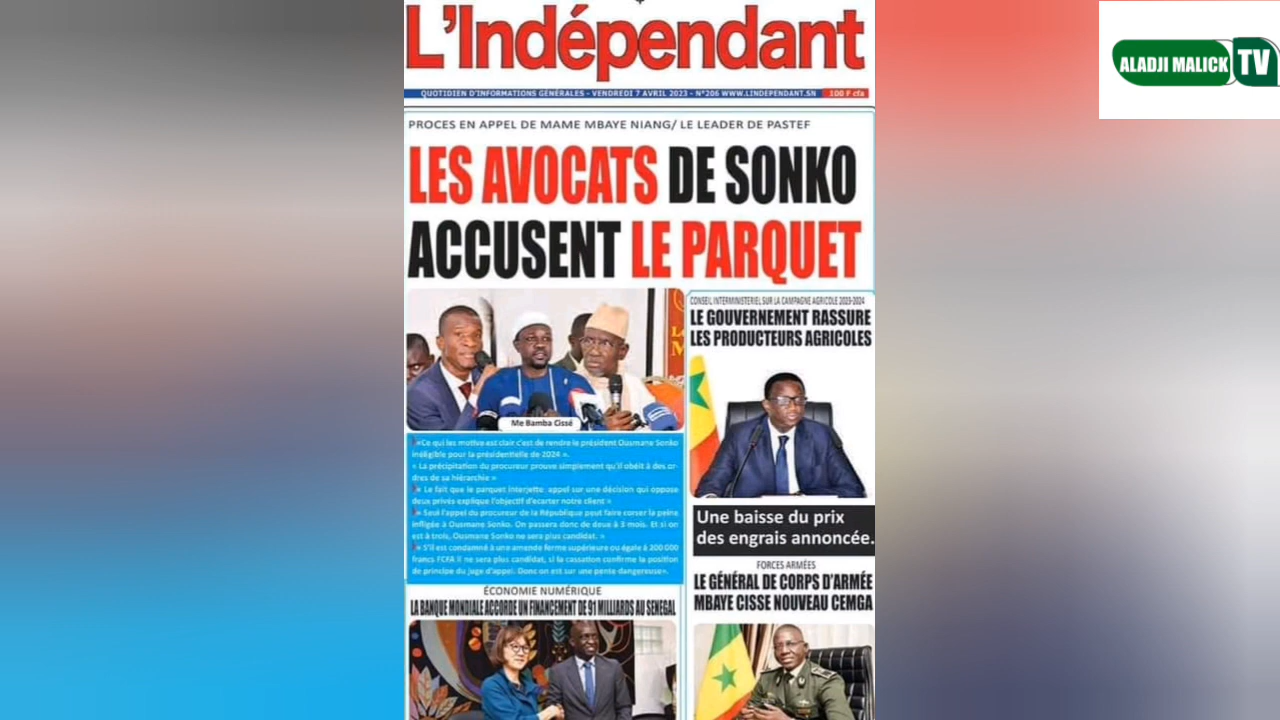 L'Indépendant
QUOTIDIEN D'INFORMATIONS GÉNÉRALES - VENDREDI 7 AVRIL 2023 - N°206 WWW.LINDEPENDANT.SN 100 F cfa
PROCES EN APPEL DE MAME MBAYE NIANG/ LE LEADER DE PASTEF
LES AVOCATS DE SONKO
ACCUSENT LE PARQUET
Me Bamba Cissé
«Ce qui les motive est clair c'est de rendre le président Ousmane Sonko
inéligible pour la présidentielle de 2024 ».
« La précipitation du procureur prouve simplement qu'il obéit à des or-
dres de sa hiérarchie »
« Le fait que le parquet interjette appel sur une décision qui oppose
deux privés explique l'objectif d'ecarter notre client »
« Seul l'appel du procureur de la République peut faire corser la peine
infligée à Ousmane Sonko. On passera donc de deux à 3 mois. Et si on
est à trois, Ousmane Sonko ne sera plus candidat. »
« S'il est condamné à une amende ferme supérieure ou égale à 200 000
francs FCFA il ne sera plus candidat, si la cassation confirme la position
de principe du juge d'appel. Donc on est sur une pente dangereuse».
ÉCONOMIE NUMÉRIQUE
LA BANQUE MONDIALE ACCORDE UN FINANCEMENT DE 91 MILLIARDS AU SENEGAL
CONSEIL INTERMINISTERIEL SUR LA CAMPAGNE AGRICOLE 2023-2024
LE GOUVERNEMENT RASSURE
LES PRODUCTEURS AGRICOLES
Une baisse du prix
des engrais annoncée.
FORCES ARMÉES
LE GÉNÉRAL DE CORPS D'ARMÉE
MBAYE CISSE NOUVEAU CEMGA
ALADJI MALICK TV